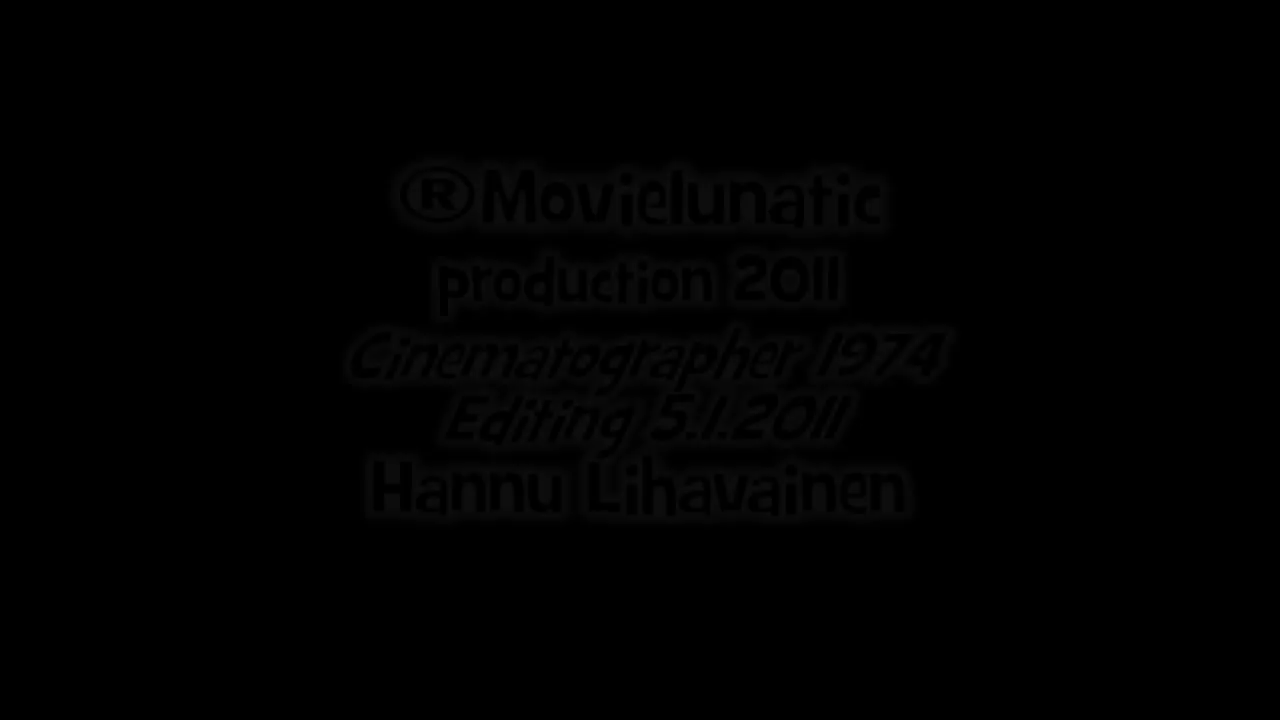 ®Movielunatic
production 2011
Cinematographer 1974
Editing 5.1.2011
Hannu Lihavainen